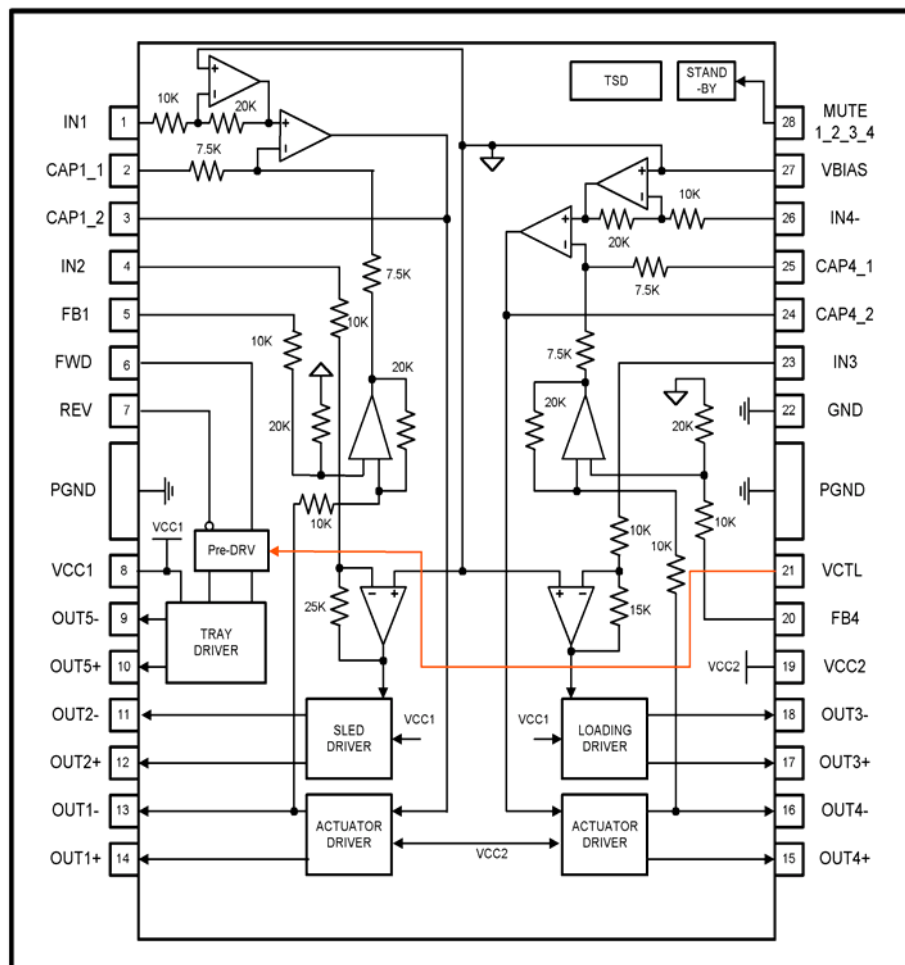 TSD
STAND
-BY
10K
20K
IN1
1
28
MUTE
1_2_3_4
7.5K
CAP1_1
2
27
VBIAS
10K
CAP1_2
3
26
IN4-
20K
IN2
4
25
CAP4_1
7.5K
7.5K
FB1
5
24
CAP4_2
10K
10K
7.5K
FWD
6
23
IN3
20K
20K
REV
7
22
GND
20K
20K
PGND
PGND
10K
10K
10K
10K
VCC1
Pre-DRV
VCC1
8
21
VCTL
25K
15K
OUT5-
9
20
FB4
TRAY
DRIVER
OUT5+
10
19
VCC2
VCC2
OUT2-
11
18
OUT3-
SLED
DRIVER
VCC1
VCC1
LOADING
DRIVER
OUT2+
12
17
OUT3+
OUT1-
13
16
OUT4-
ACTUATOR
DRIVER
VCC2
ACTUATOR
DRIVER
OUT1+
14
15
OUT4+